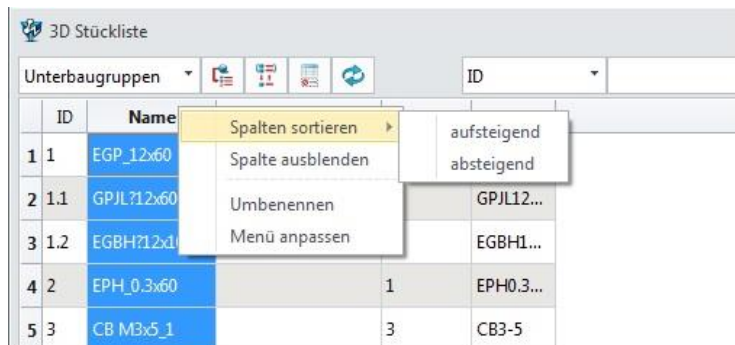 3D Stückliste
Unterbaugruppen ID
ID Name
Spalten sortieren aufsteigend
Spalte ausblenden absteigend
Umbenennen
Menü anpassen
1 1 EGP_12x60
2 1.1 GPJL?12x60 GPJL12...
3 1.2 EGBH?12x1 EGBH1...
4 2 EPH_0.3x60 1 EPH0.3...
5 3 CB M3x5_1 3 CB3-5